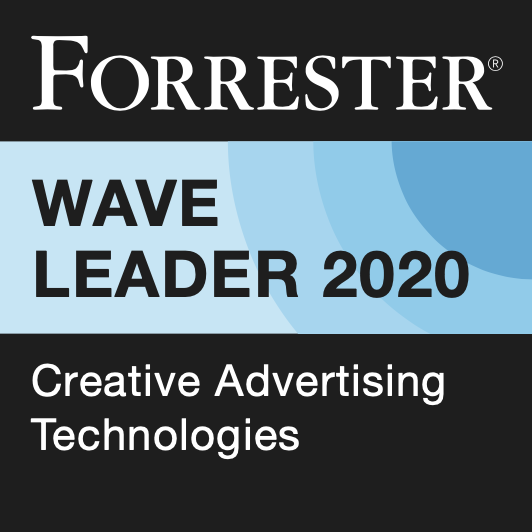 FORRESTER®
WAVE
LEADER 2020
Creative Advertising
Technologies